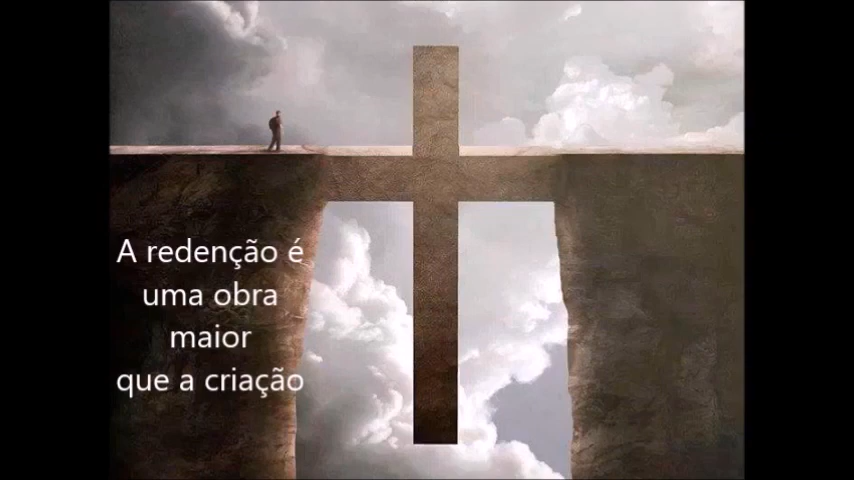 A redenção é
uma obra
maior
que a criação